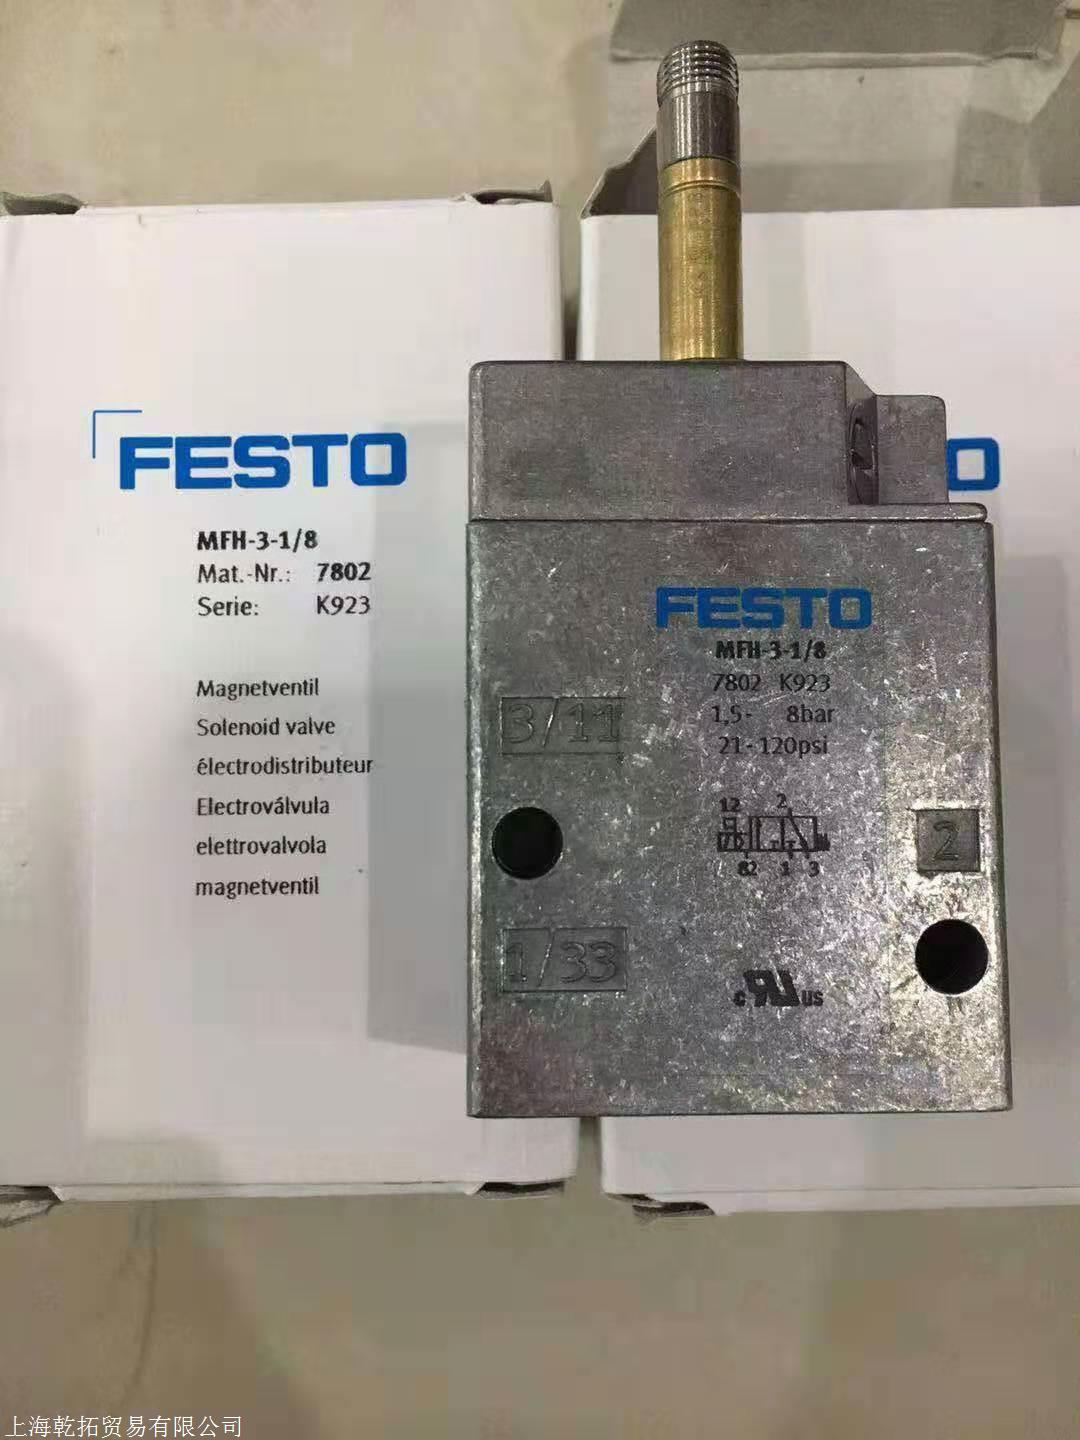 FESTO
MFH-3-1/8
Mat.-Nr.: 7802
Serie: K923
Magnetventil
Solenoid valve
électrodistributeur
Electroválvula
elettrovalvola
magnetventil
O
FESTO
MFH-3-1/8
7802 K923
1,5- 8bar
21-120psi
3/11
12 2
82 1 3
2
1/33
c RU us
上海乾拓贸易有限公司